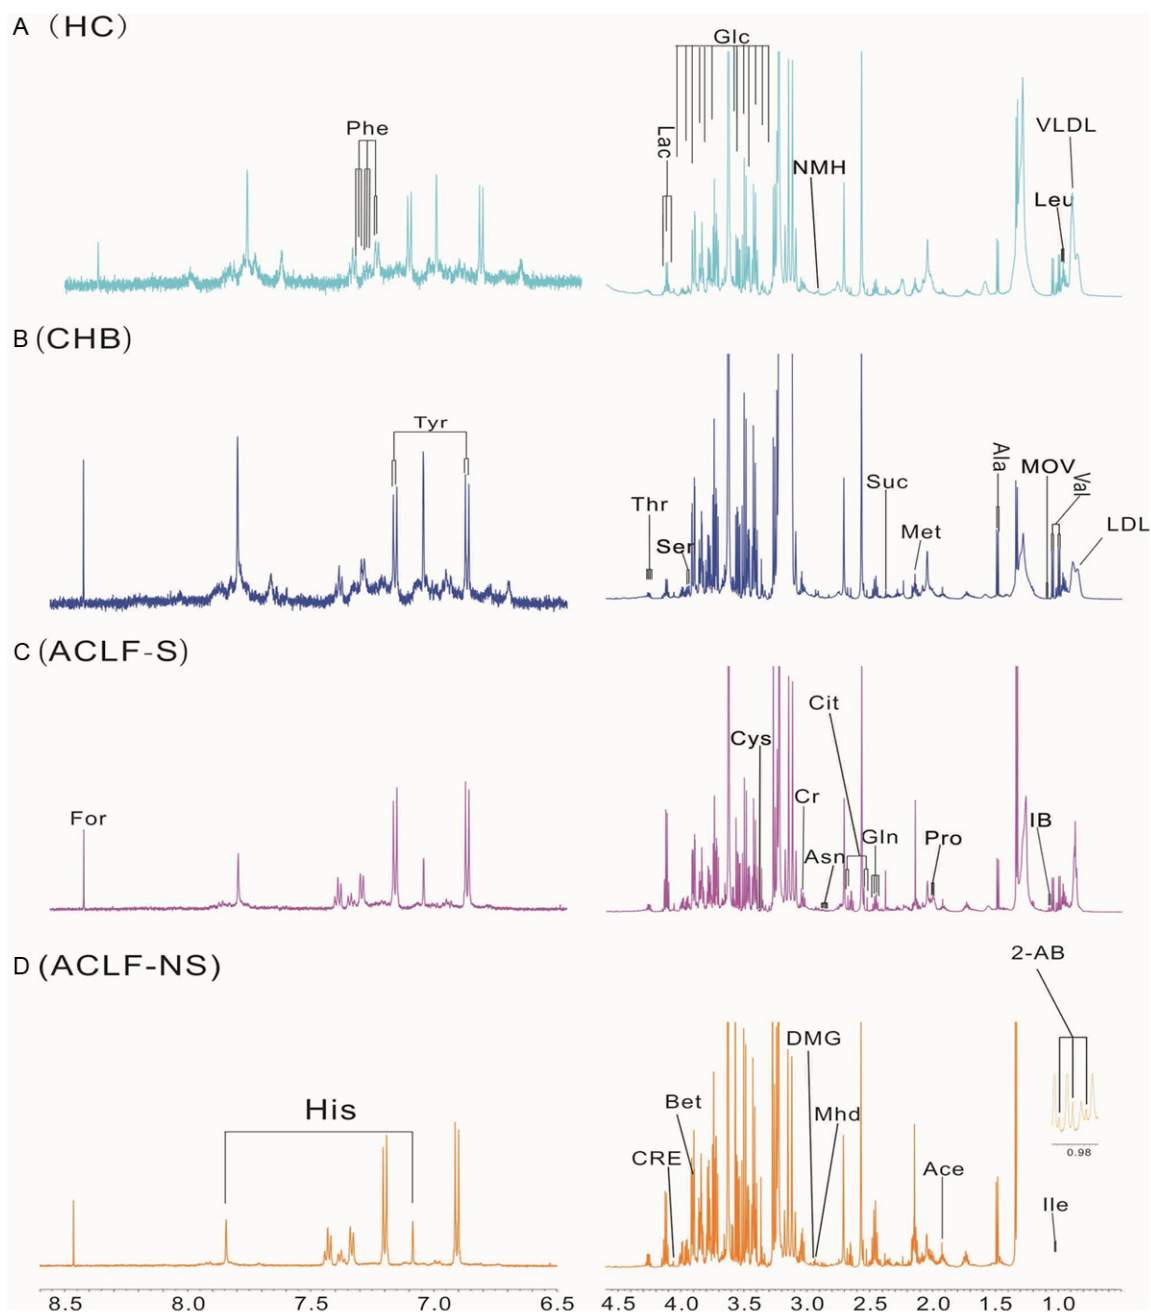 A (HC)
Glc
Phe
Lac
VLDL
NMH
Leu
B (CHB)
Tyr
Thr
Ser
Suc
Met
Ala
MOV
Val
LDL
C (ACLF-S)
For
Cit
Cys
Cr
Asn
Gln
Pro
IB
D (ACLF-NS)
2-AB
His
DMG
Bet
Mhd
CRE
Ace
0.98
Ile
8.5 8.0 7.0 6.5 4.5 4.0 3.5 3.0 2.5 2.0 1.5 1.0